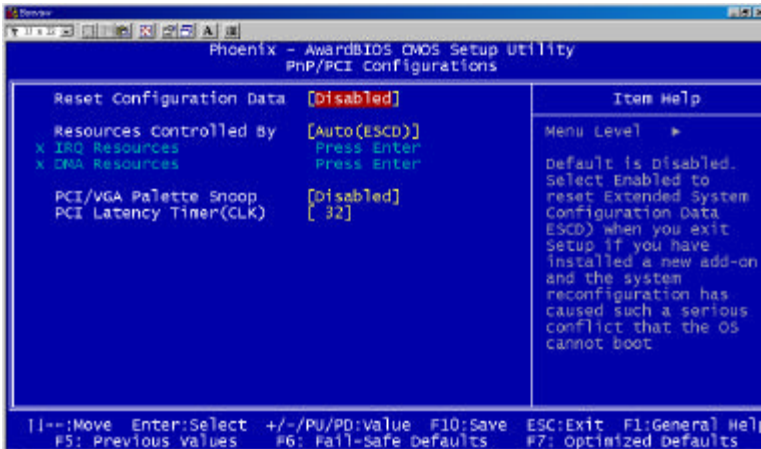 Phoenix - AwardBIOS CMOS Setup Utility
PnP/PCI Configurations
Reset Configuration Data [Disabled]
Resources Controlled By [Auto(ESCD)]
x IRQ Resources Press Enter
x DMA Resources Press Enter
PCI/VGA Palette Snoop [Disabled]
PCI Latency Timer(CLK) [ 32]
Item Help
Menu Level ►
Default is Disabled.
Select Enabled to
reset Extended System
Configuration Data
ESCD) when you exit
Setup if you have
installed a new add-on
and the system
reconfiguration has
caused such a serious
conflict that the OS
cannot boot
:Move Enter:Select +/-/PU/PD:Value F10:Save ESC:Exit F1:General Help
F5: Previous Values F6: Fail-Safe Defaults F7: Optimized Defaults